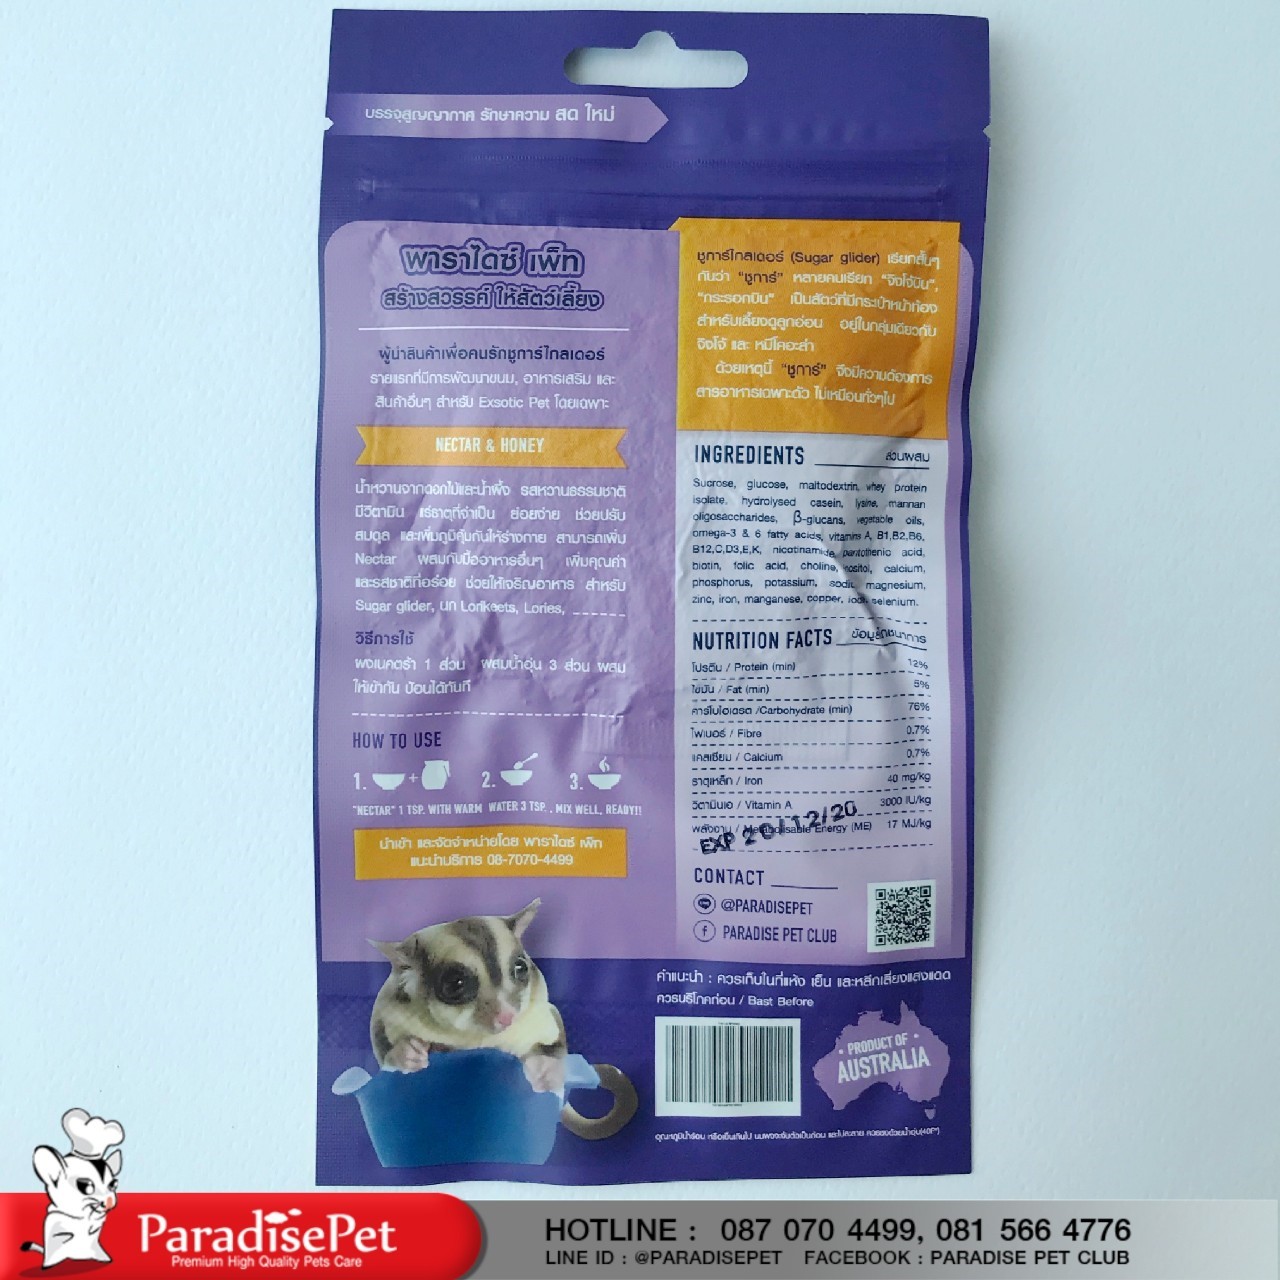 บรรจุสูญญากาศ รักษาความ สด ใหม่
พาราไดซ์ เพ็ท
สร้างสวรรค์ ให้สัตว์เลี้ยง
ผู้นำสินค้าเพื่อคนรักชูการ์ไกลเดอร์
รายแรกที่มีการพัฒนาขนม, อาหารเสริม และ
สินค้าอื่นๆ สำหรับ Exsotic Pet โดยเฉพาะ
NECTAR & HONEY
น้ำหวานจากดอกไม้และน้ำผึ้ง รสหวานธรรมชาติ
มีวิตามิน แร่ธาตุที่จำเป็น ย่อยง่าย ช่วยปรับ
สมดุล และเพิ่มภูมิคุ้มกันให้ร่างกาย สามารถเพิ่ม
Nectar ผสมกับมื้ออาหารอื่นๆ เพิ่มคุณค่า
และรสชาติที่อร่อย ช่วยให้เจริญอาหาร สำหรับ
Sugar glider, นก Lorikeets, Lories,
วิธีการใช้
ผงเนคตร้า 1 ส่วน ผสมน้ำอุ่น 3 ส่วน ผสม
ให้เข้ากัน ป้อนได้ทันที
HOW TO USE
1. + 2. 3.
"NECTAR" 1 TSP. WITH WARM WATER 3 TSP. . MIX WELL. READY!!
นำเข้า และจัดจำหน่ายโดย พาราไดซ์ เพ็ท
แนะนำบริการ 08-7070-4499
ชูการ์ไกลเดอร์ (Sugar glider) เรียกสั้นๆ
กันว่า "ชูการ์" หลายคนเรียก "จิงโจ้บิน",
"กระรอกบิน" เป็นสัตว์ที่มีกระเป๋าหน้าท้อง
สำหรับเลี้ยงดูลูกอ่อน อยู่ในกลุ่มเดียวกับ
จิงโจ้ และ หมีโคอะล่า
ด้วยเหตุนี้ "ชูการ์" จึงมีความต้องการ
สารอาหารเฉพาะตัว ไม่เหมือนทั่วๆไป
INGREDIENTS ส่วนผสม
Sucrose, glucose, maltodextrin, whey protein
isolate, hydrolysed casein, lysine, mannan
oligosaccharides, β-glucans, vegetable oils,
omega-3 & 6 fatty acids, vitamins A, B1,B2,B6,
B12,C,D3,E,K, nicotinamide, pantothenic acid,
biotin, folic acid, choline, inositol, calcium,
phosphorus, potassium, magnesium,
zinc, iron, manganese, copper, selenium.
NUTRITION FACTS
โปรตีน / Protein (min) 12%
ไขมัน / Fat (min) 5%
คาร์โบไฮเดรต /Carbohydrate (min) 76%
ไฟเบอร์ / Fibre 0.7%
แคลเซียม / Calcium 0.7%
ธาตุเหล็ก / Iron 40 mg/kg
วิตามินเอ / Vitamin A 3000 IU/kg
พลังงาน / Metabolisable Energy (ME) 17 MJ/kg
EXP 20/12/20
CONTACT
@PARADISEPET
PARADISE PET CLUB
คำแนะนำ : ควรเก็บในที่แห้ง เย็น และหลีกเลี่ยงแสงแดด
ควรบริโภคก่อน / Bast Before
PRODUCT OF
AUSTRALIA
ParadisePet
Premium High Quality Pets Care
HOTLINE : 087 070 4499, 081 566 4776
LINE ID : @PARADISEPET FACEBOOK : PARADISE PET CLUB